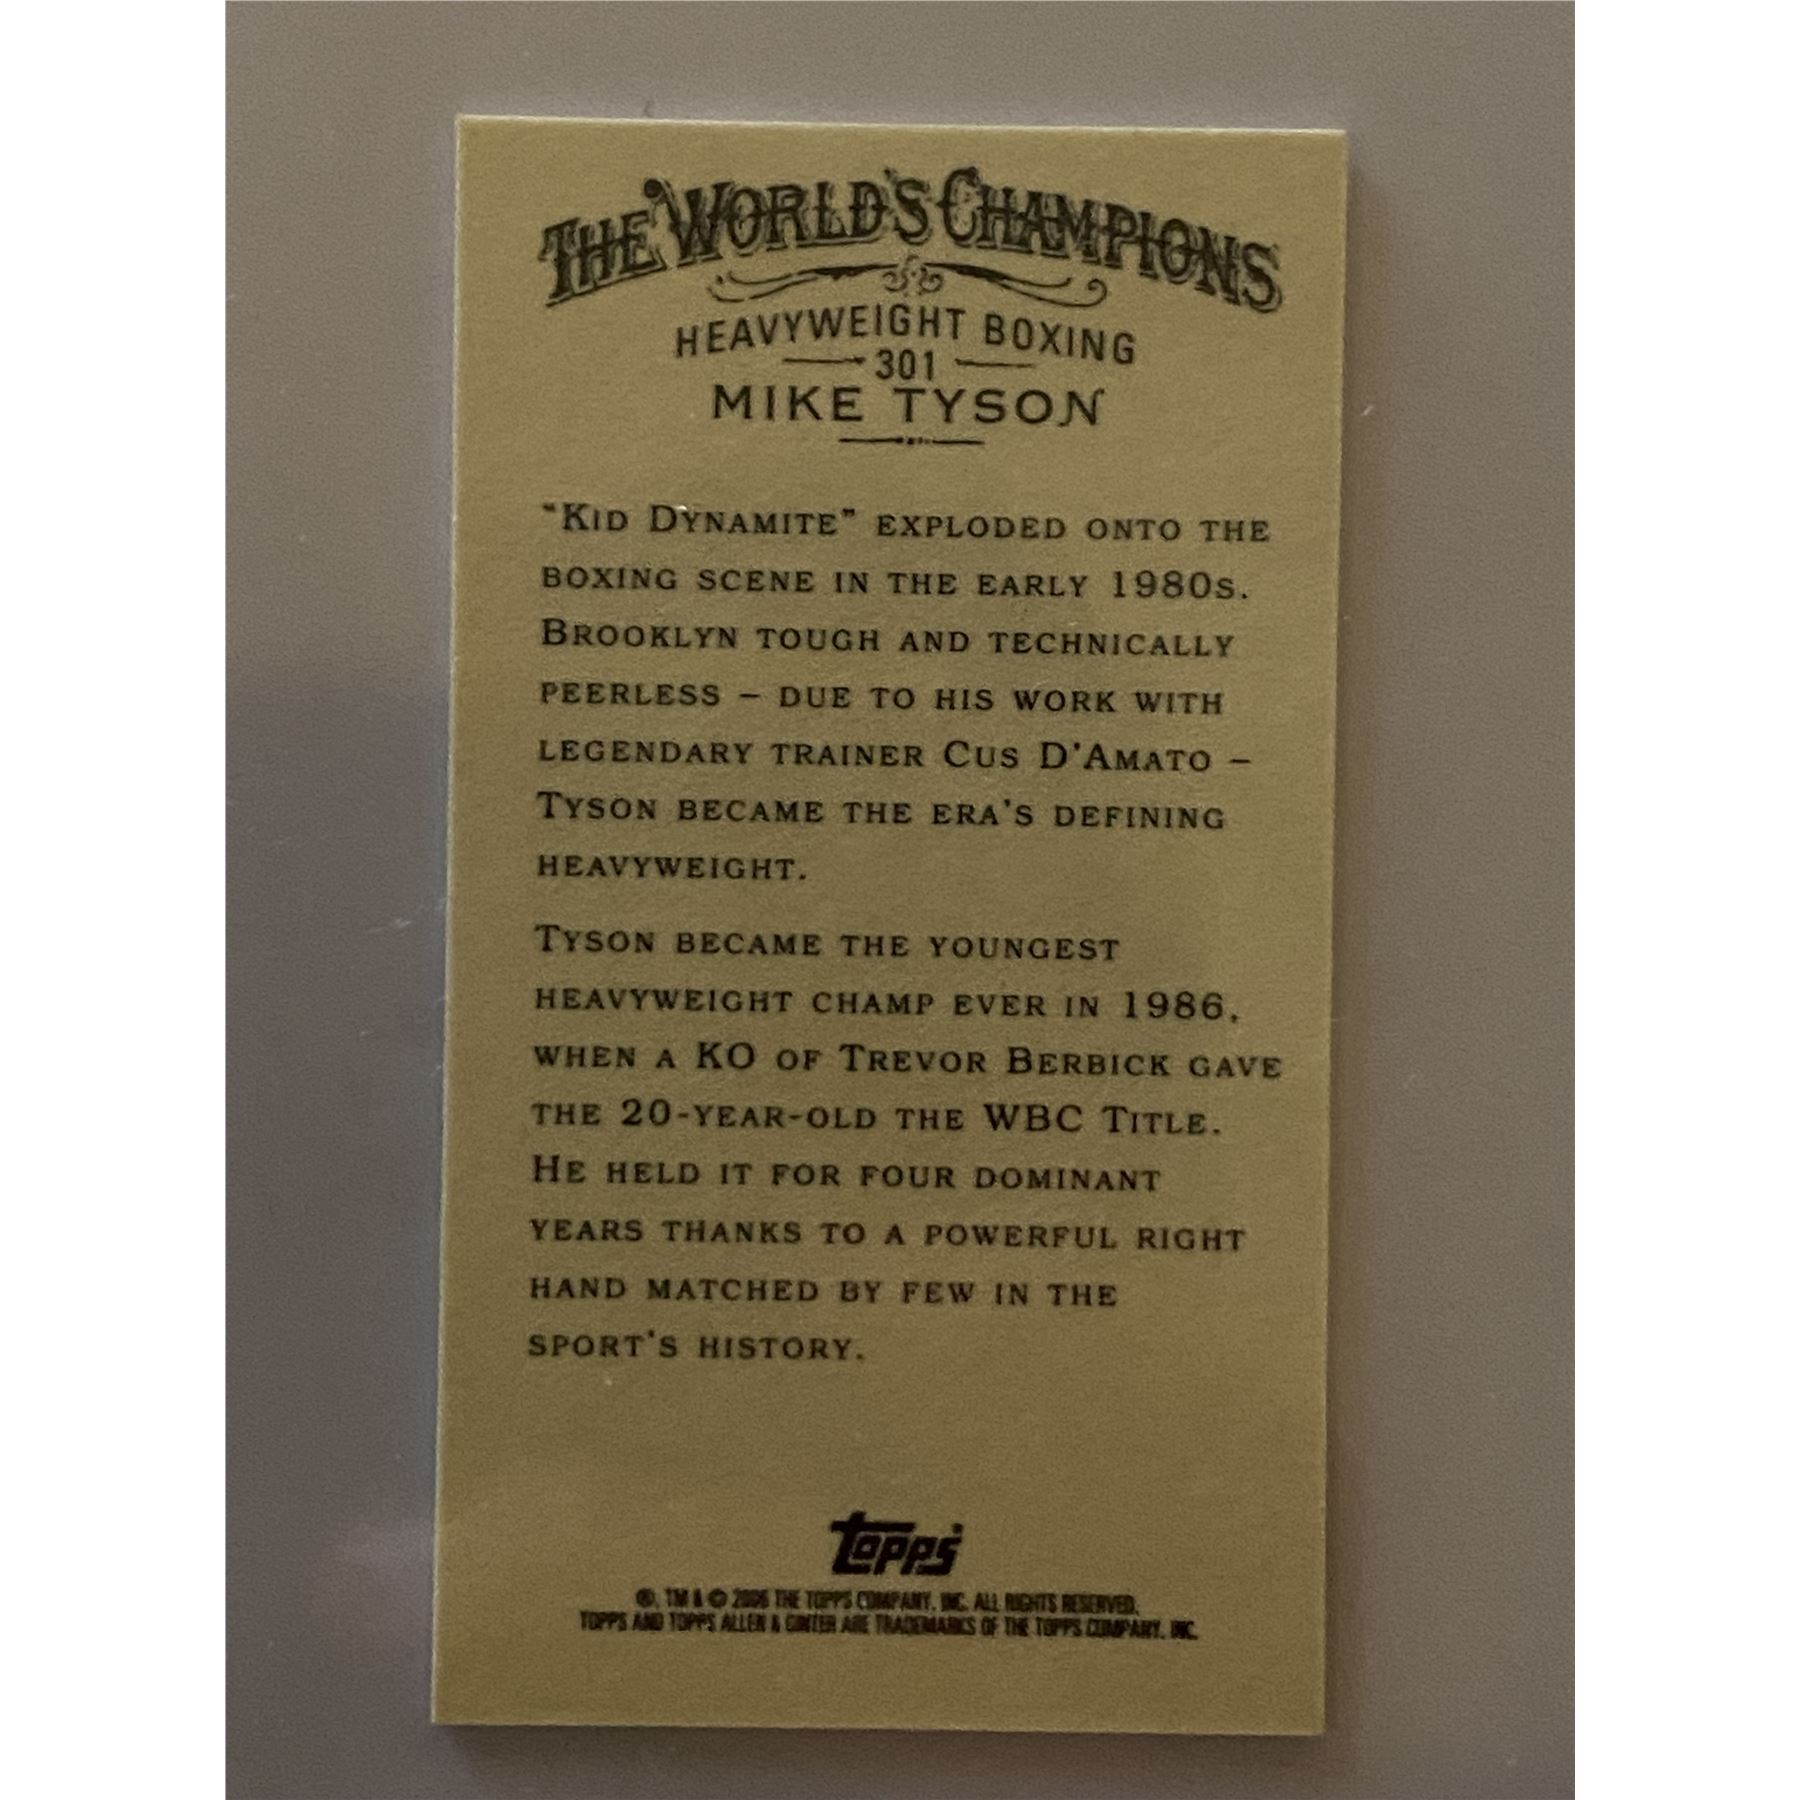 The World's Champions
HEAVYWEIGHT BOXING
301
MIKE TYSON
"Kid Dynamite" exploded onto the
boxing scene in the early 1980s.
Brooklyn tough and technically
peerless – due to his work with
legendary trainer Cus D'Amato –
Tyson became the era's defining
heavyweight.
Tyson became the youngest
heavyweight champ ever in 1986,
when a KO of Trevor Berbick gave
the 20-year-old the WBC Title.
He held it for four dominant
years thanks to a powerful right
hand matched by few in the
sport's history.
topps
®, TM & © 2006 THE TOPPS COMPANY, INC. ALL RIGHTS RESERVED.
TOPPS AND TOPPS ALLEN & GINTER ARE TRADEMARKS OF THE TOPPS COMPANY, INC.